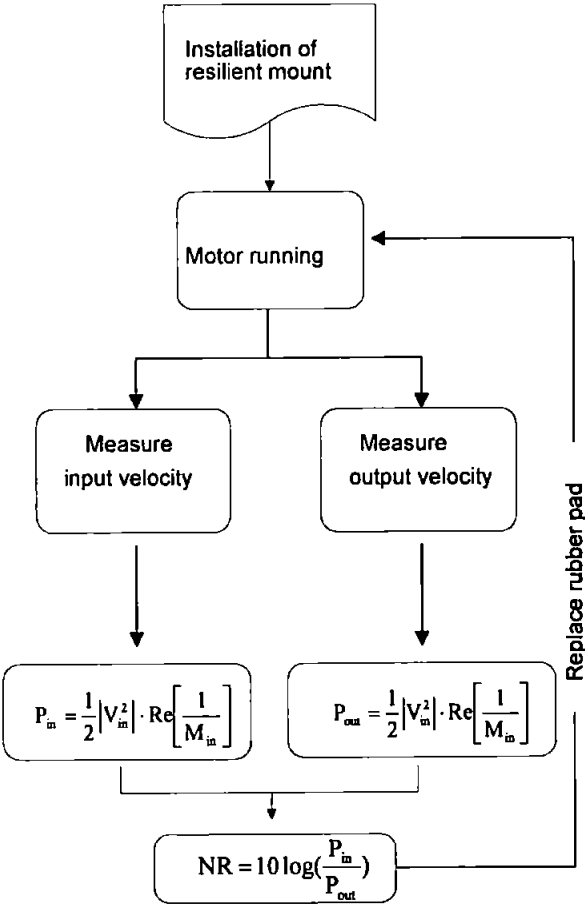 Installation of
resilient mount
Motor running
Measure
input velocity
Measure
output velocity
Replace rubber pad
P_in = 1/2 |V_in^2| · Re[1/M_in]
P_out = 1/2 |V_in^2| · Re[1/M_in]
NR = 10 log(P_in/P_out)